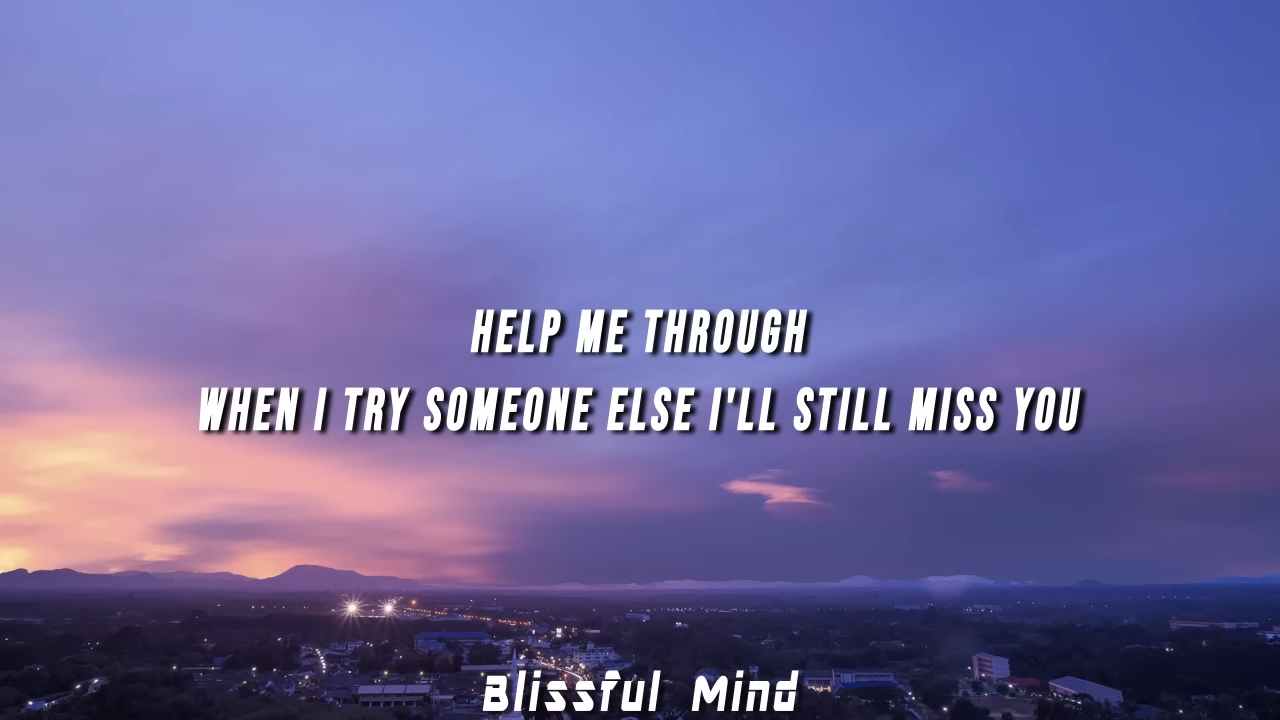 HELP ME THROUGH
WHEN I TRY SOMEONE ELSE I'LL STILL MISS YOU
Blissful Mind